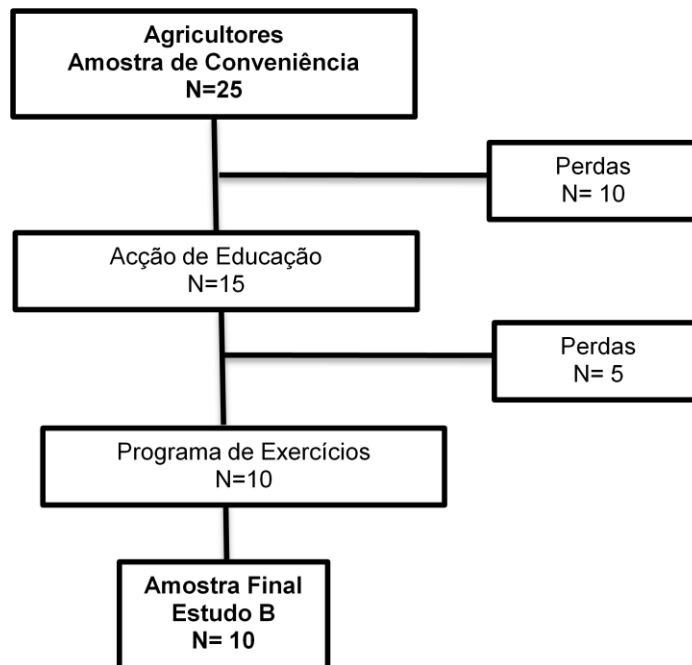 Agricultores
Amostra de Conveniência
N=25
Perdas
N= 10
Acção de Educação
N=15
Perdas
N= 5
Programa de Exercícios
N=10
Amostra Final
Estudo B
N= 10